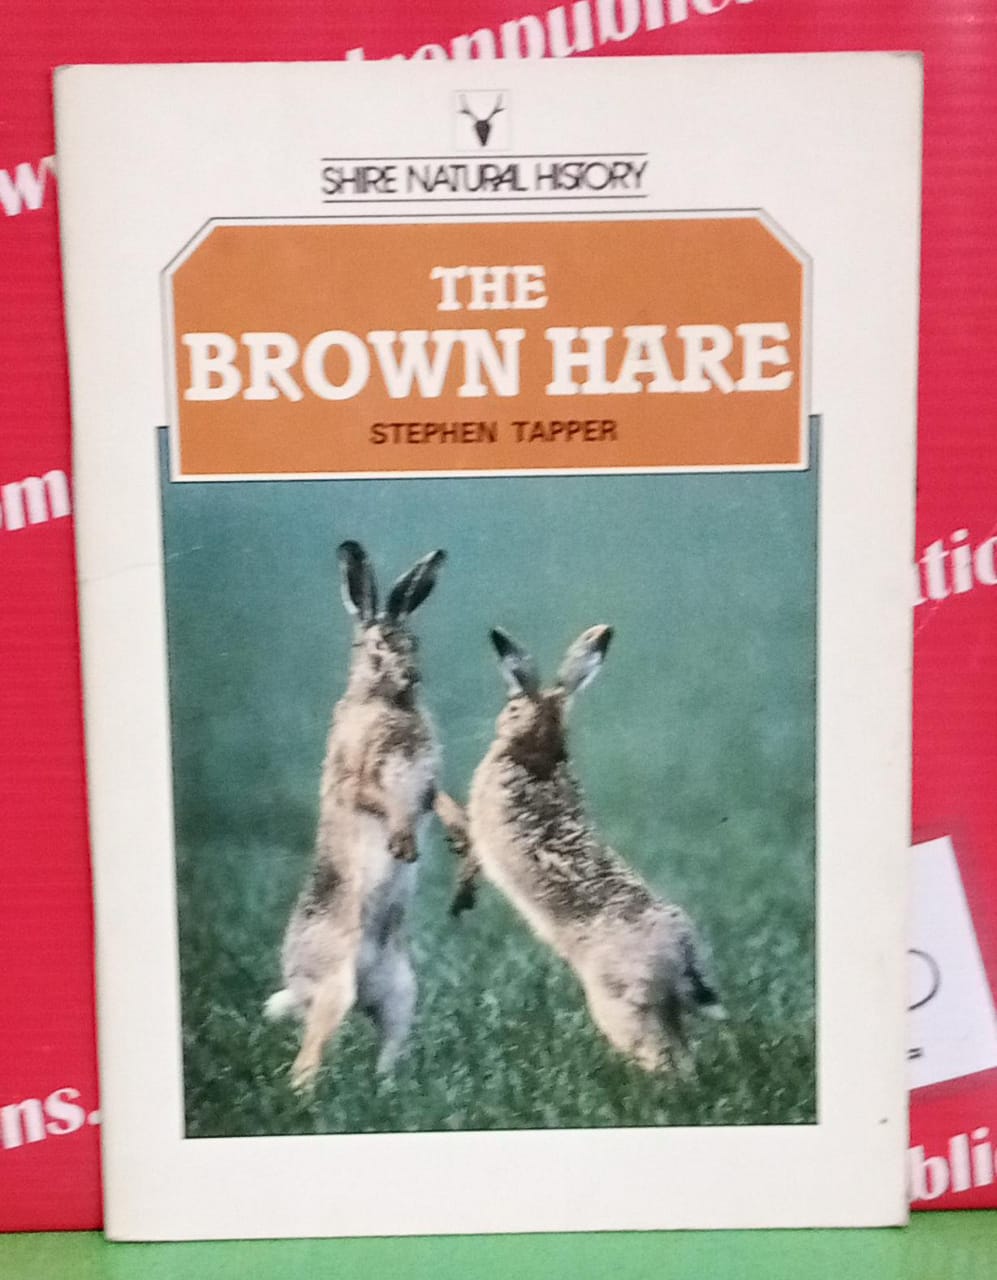 SHIRE NATURAL HISTORY
THE
BROWN HARE
STEPHEN TAPPER